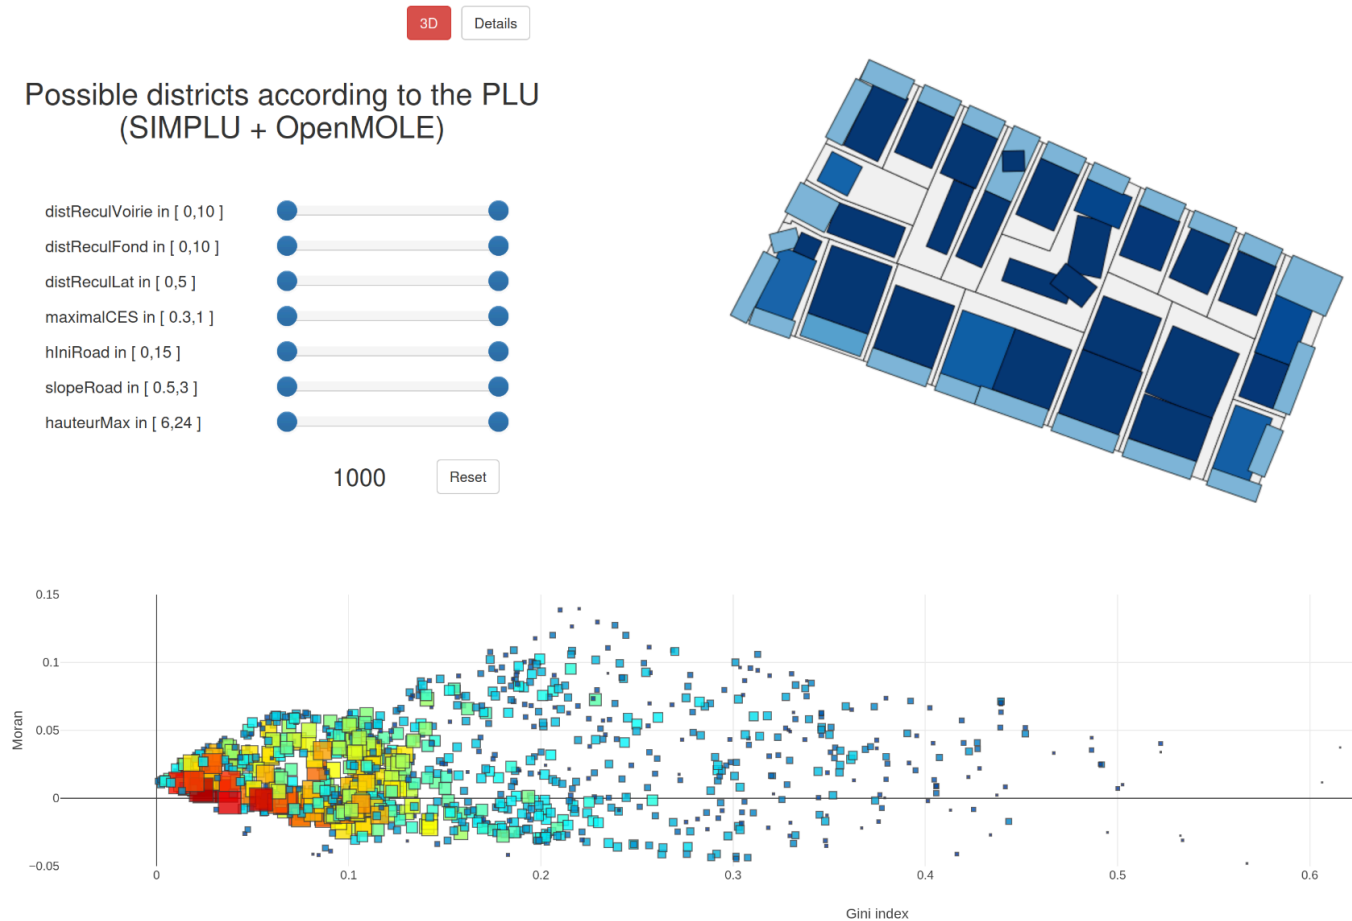 3D
Details
Possible districts according to the PLU
(SIMPLU + OpenMOLE)
distReculVoirie in [ 0,10 ]
distReculFond in [ 0,10 ]
distReculLat in [ 0,5 ]
maximalCES in [ 0.3,1 ]
hIniRoad in [ 0,15 ]
slopeRoad in [ 0.5,3 ]
hauteurMax in [ 6,24 ]
1000
Reset
0.15
0.1
0.05
0
−0.05
Moran
0
0.1
0.2
0.3
0.4
0.5
0.6
Gini index